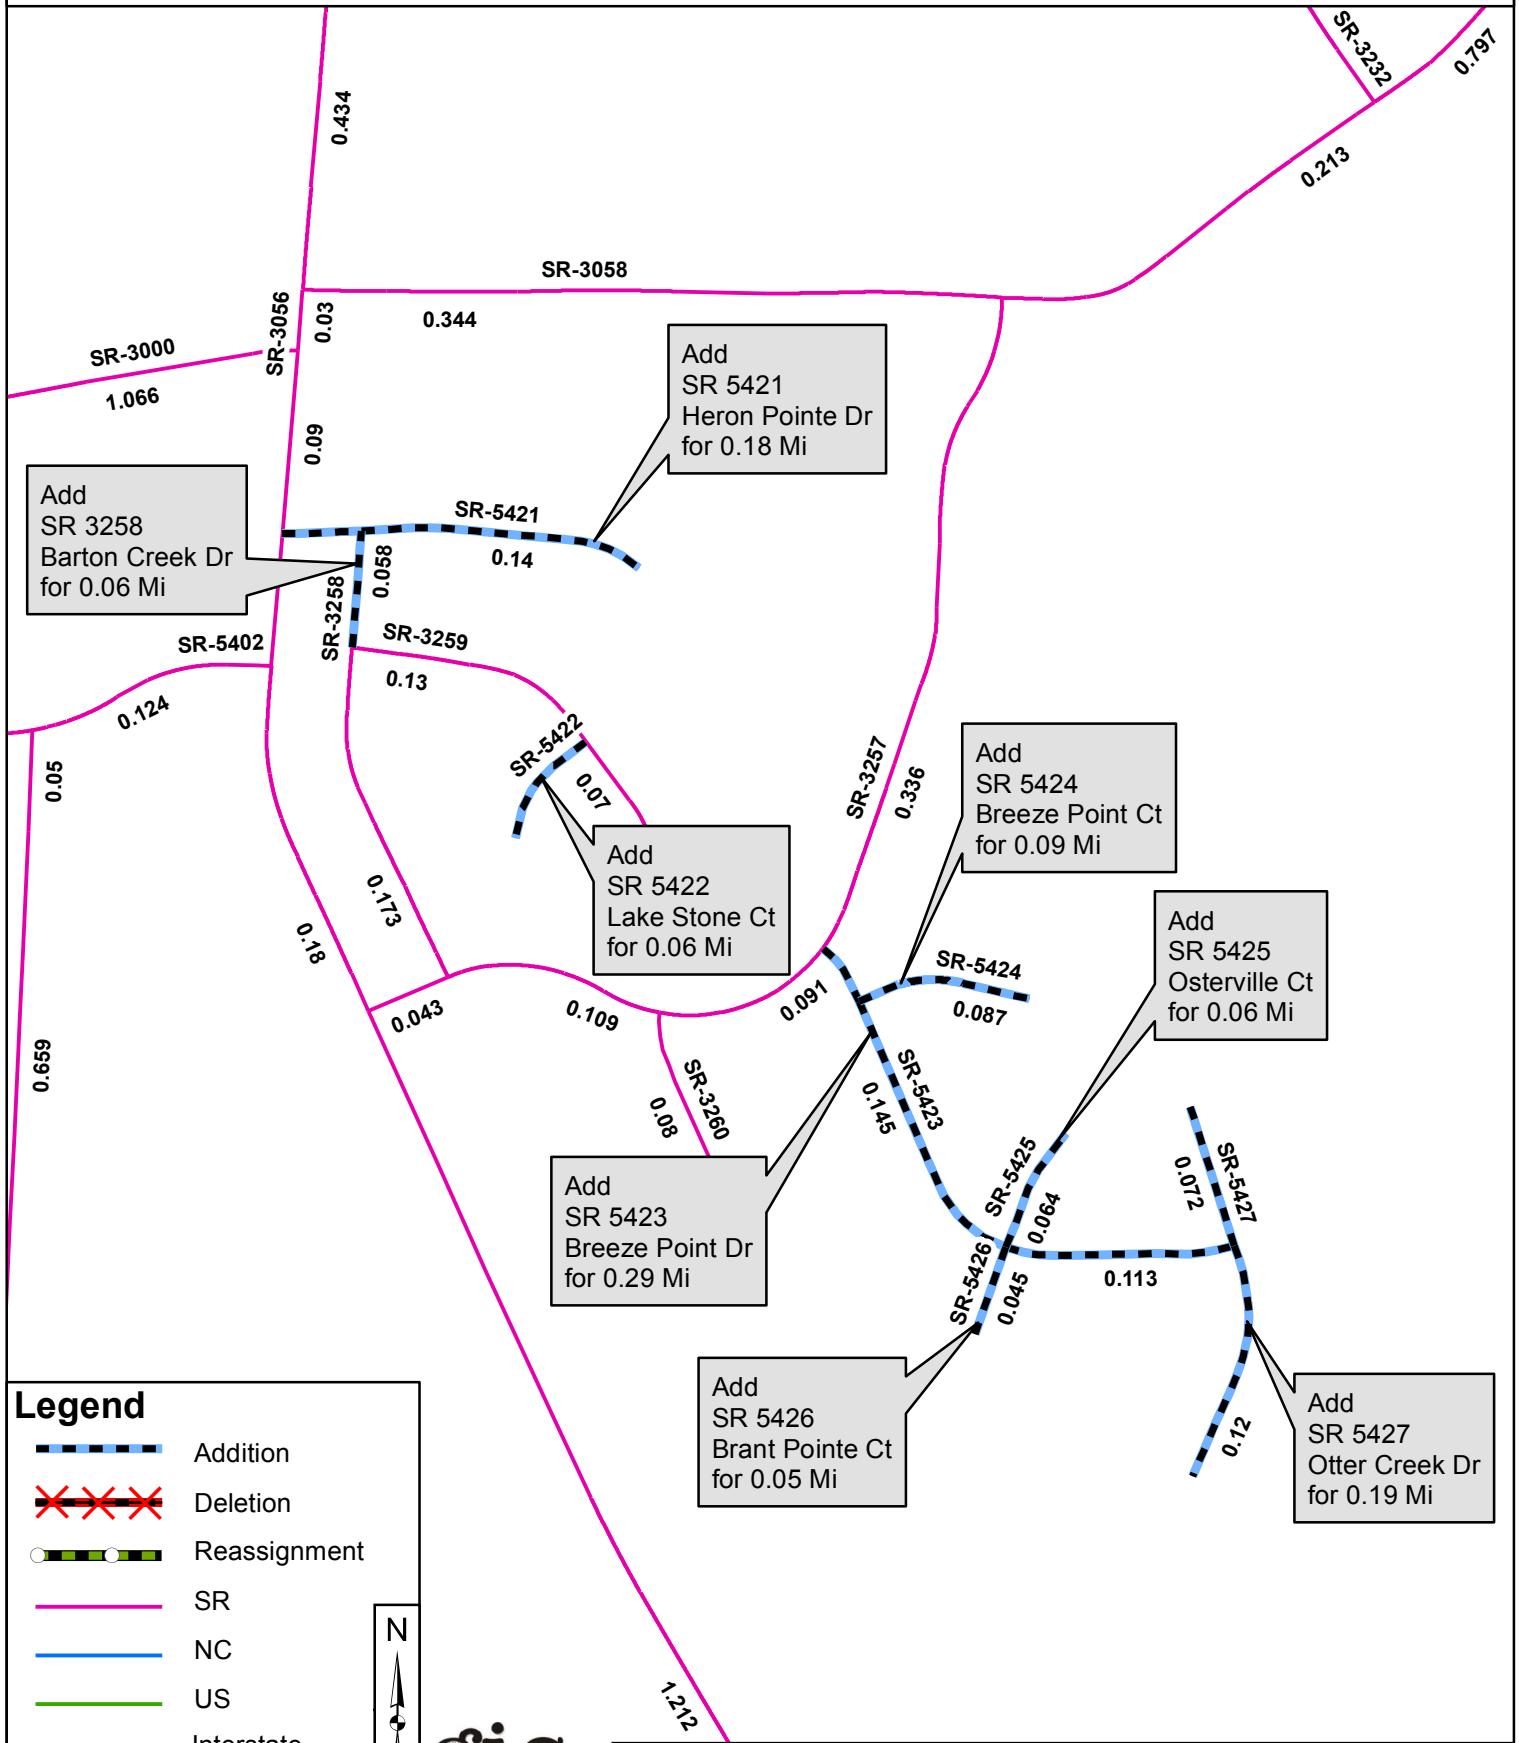 SR-3232
0.797
0.434
0.213
SR-3058
SR-3056
0.03
0.344
SR-3000
1.066
0.09
Add
SR 5421
Heron Pointe Dr
for 0.18 Mi
Add
SR 3258
Barton Creek Dr
for 0.06 Mi
SR-5421
0.14
0.058
SR-3258
SR-3259
0.13
SR-5402
0.124
0.05
SR-5422
0.07
SR-3257
0.336
Add
SR 5424
Breeze Point Ct
for 0.09 Mi
Add
SR 5422
Lake Stone Ct
for 0.06 Mi
0.173
0.18
Add
SR 5425
Osterville Ct
for 0.06 Mi
SR-5424
0.087
0.091
0.043
0.109
0.659
SR-3260
0.08
SR-5423
0.145
Add
SR 5423
Breeze Point Dr
for 0.29 Mi
SR-5425
0.064
SR-5427
0.072
SR-5426
0.045
0.113
Add
SR 5426
Brant Pointe Ct
for 0.05 Mi
0.12
Add
SR 5427
Otter Creek Dr
for 0.19 Mi
Legend
Addition
Deletion
Reassignment
SR
NC
US
Interstate
N
1.212